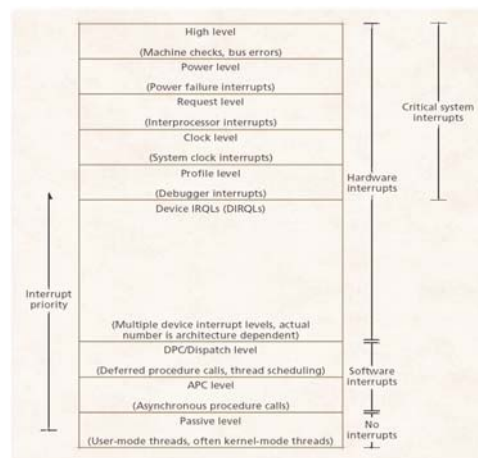 High level
(Machine checks, bus errors)
Power level
(Power failure interrupts)
Request level
(Interprocessor interrupts)
Clock level
(System clock interrupts)
Profile level
(Debugger interrupts)
Device IRQLs (DIRQLs)
(Multiple device interrupt levels, actual
number is architecture dependent)
DPC/Dispatch level
(Deferred procedure calls, thread scheduling)
APC level
(Asynchronous procedure calls)
Passive level
(User-mode threads, often kernel-mode threads)
Interrupt
priority
Hardware
interrupts
Software
interrupts
No
interrupts
Critical system
interrupts